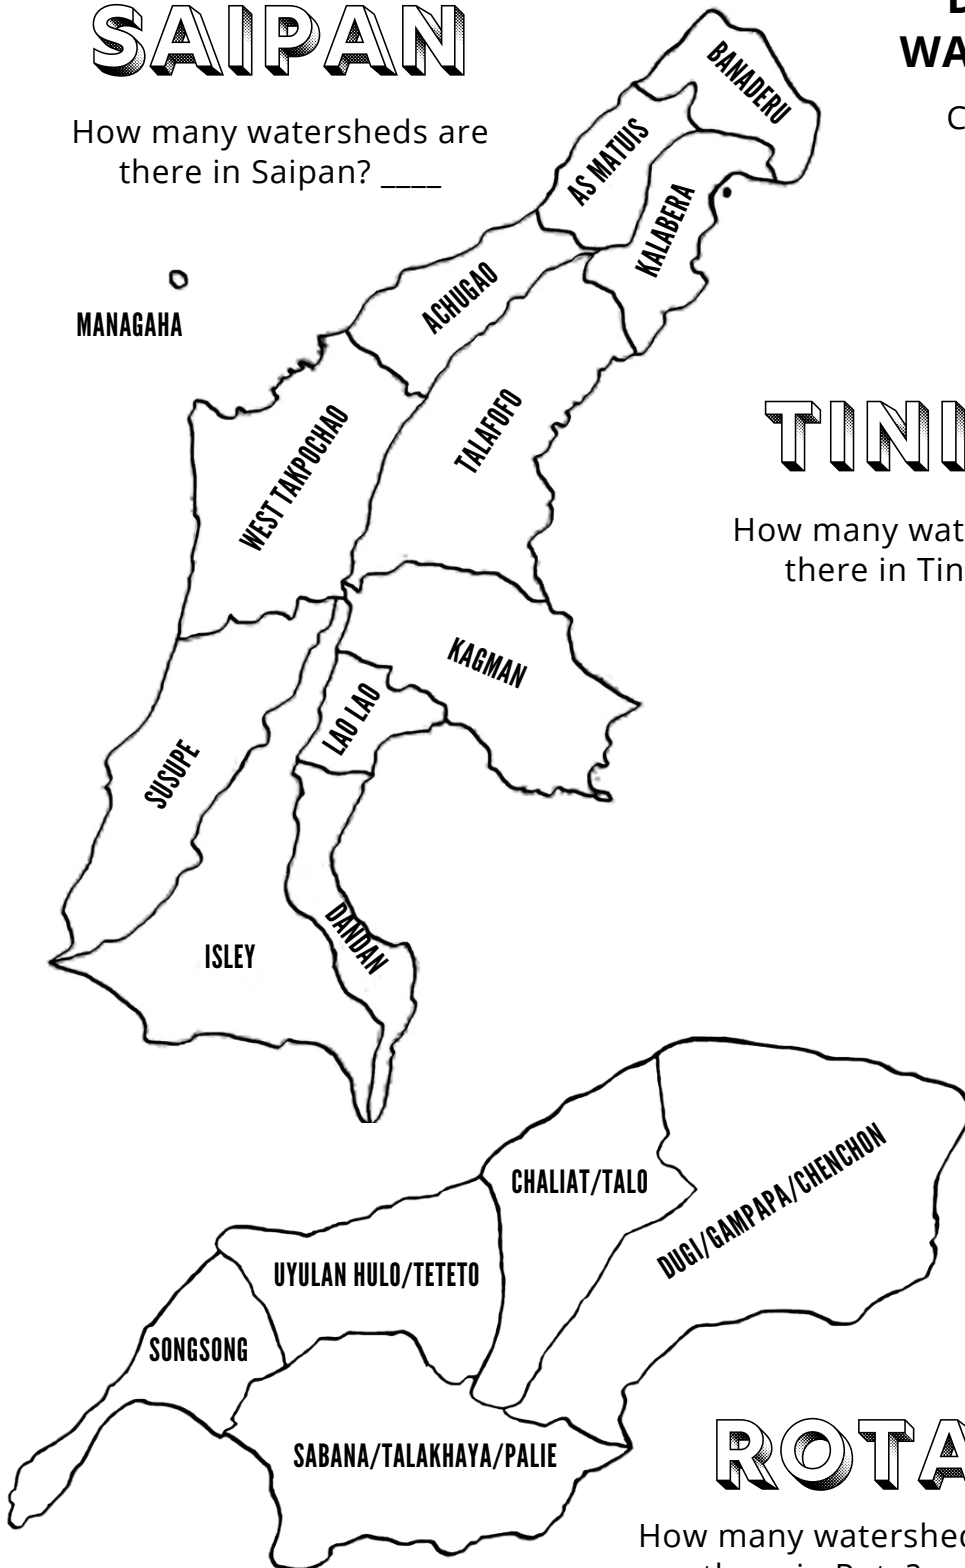 SAIPAN
How many watersheds are
there in Saipan? ____
WA
C
BANADERU
AS MATUIS
KALABERA
ACHUGAO
MANAGAHA
TALAFOFO
WEST TAKPOCHAO
TINI
How many wat
there in Tin
KAGMAN
LAO LAO
SUSUPE
DANDAN
ISLEY
CHALIAT/TALO
DUGI/GAMPAPA/CHENCHON
UYULAN HULO/TETETO
SONGSONG
SABANA/TALAKHAYA/PALIE
ROTA
How many watershed